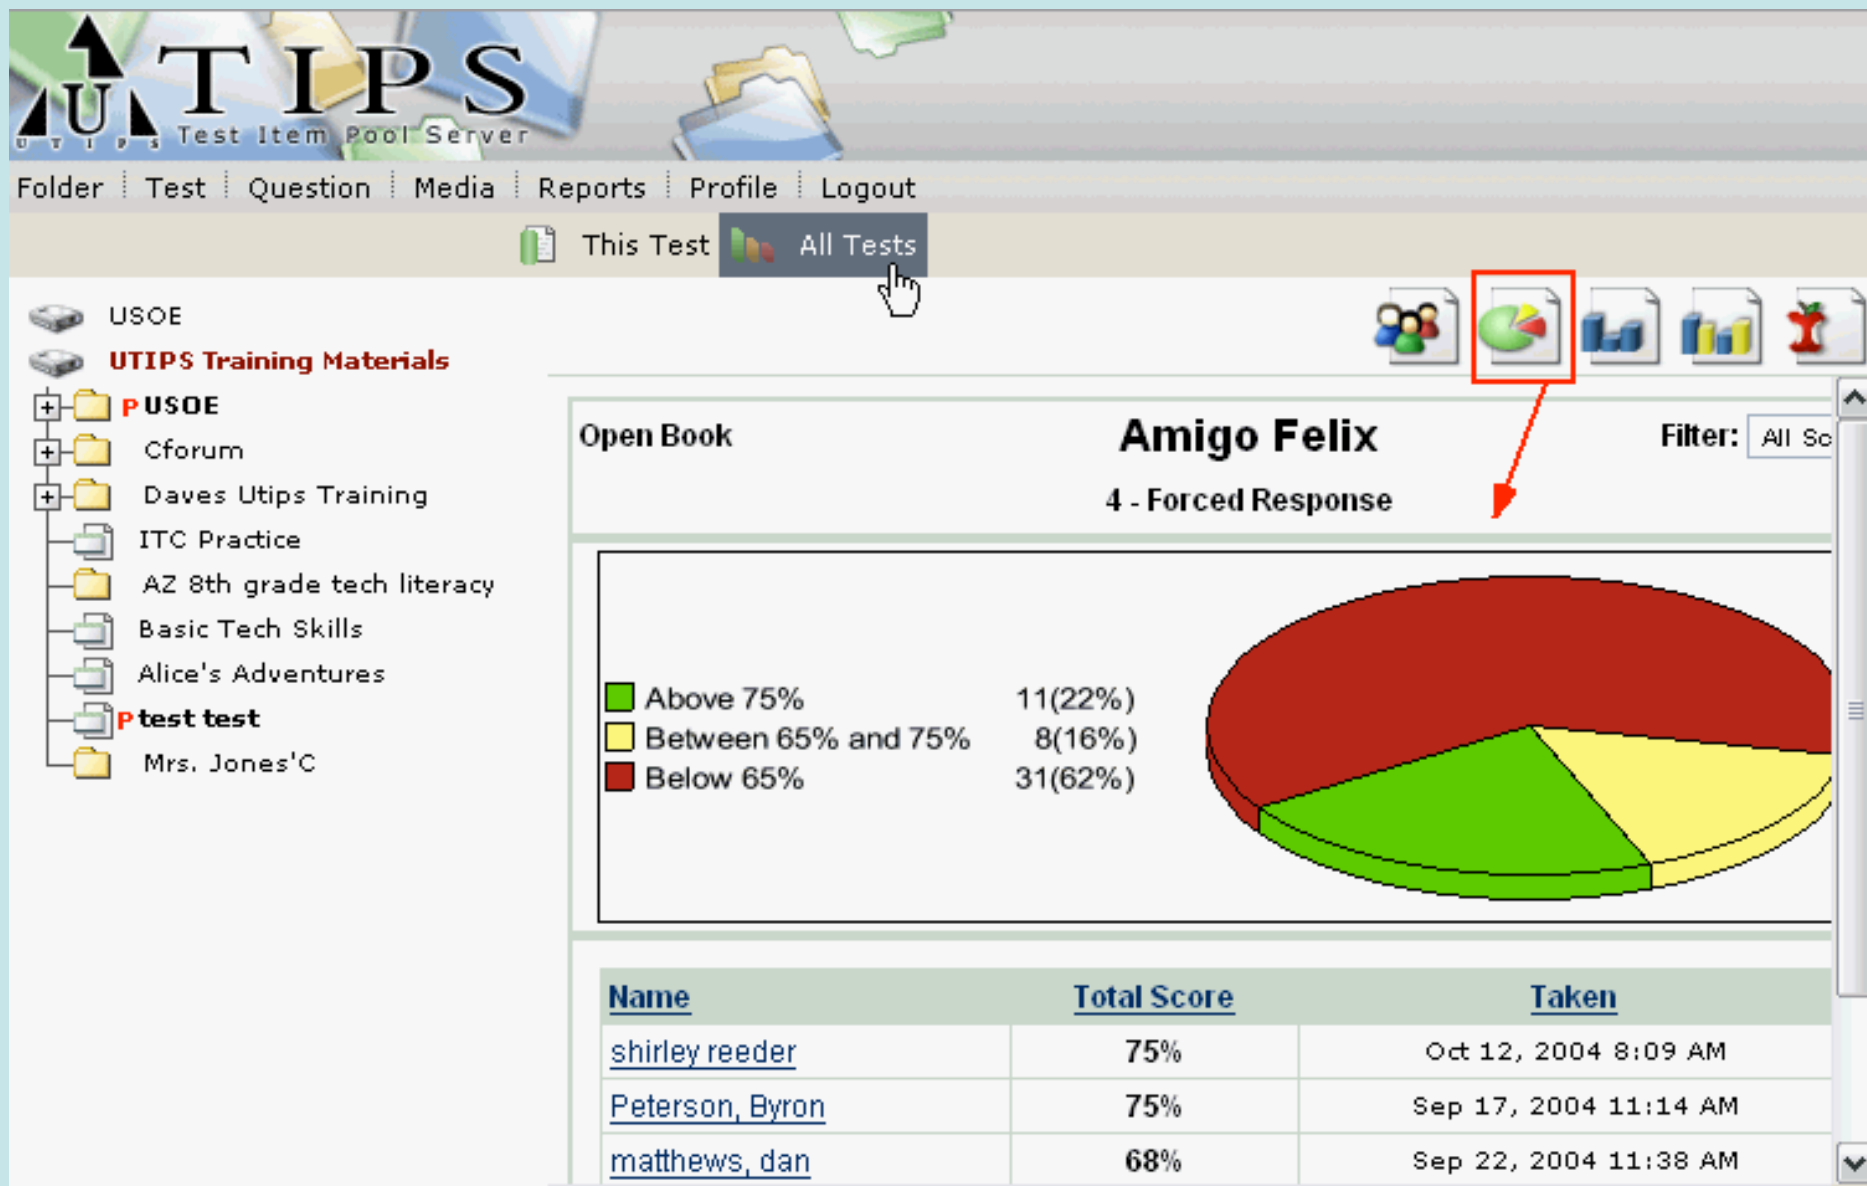 TIPS
U
UTIPS Test Item Pool Server
Folder Test Question Media Reports Profile Logout
This Test All Tests
USOE
UTIPS Training Materials
P USOE
Cforum
Daves Utips Training
ITC Practice
AZ 8th grade tech literacy
Basic Tech Skills
Alice's Adventures
P test test
Mrs. Jones'C
Open Book Amigo Felix Filter: All Sc
4 - Forced Response
Above 75% 11(22%)
Between 65% and 75% 8(16%)
Below 65% 31(62%)
Name Total Score Taken
shirley reeder 75% Oct 12, 2004 8:09 AM
Peterson, Byron 75% Sep 17, 2004 11:14 AM
matthews, dan 68% Sep 22, 2004 11:38 AM